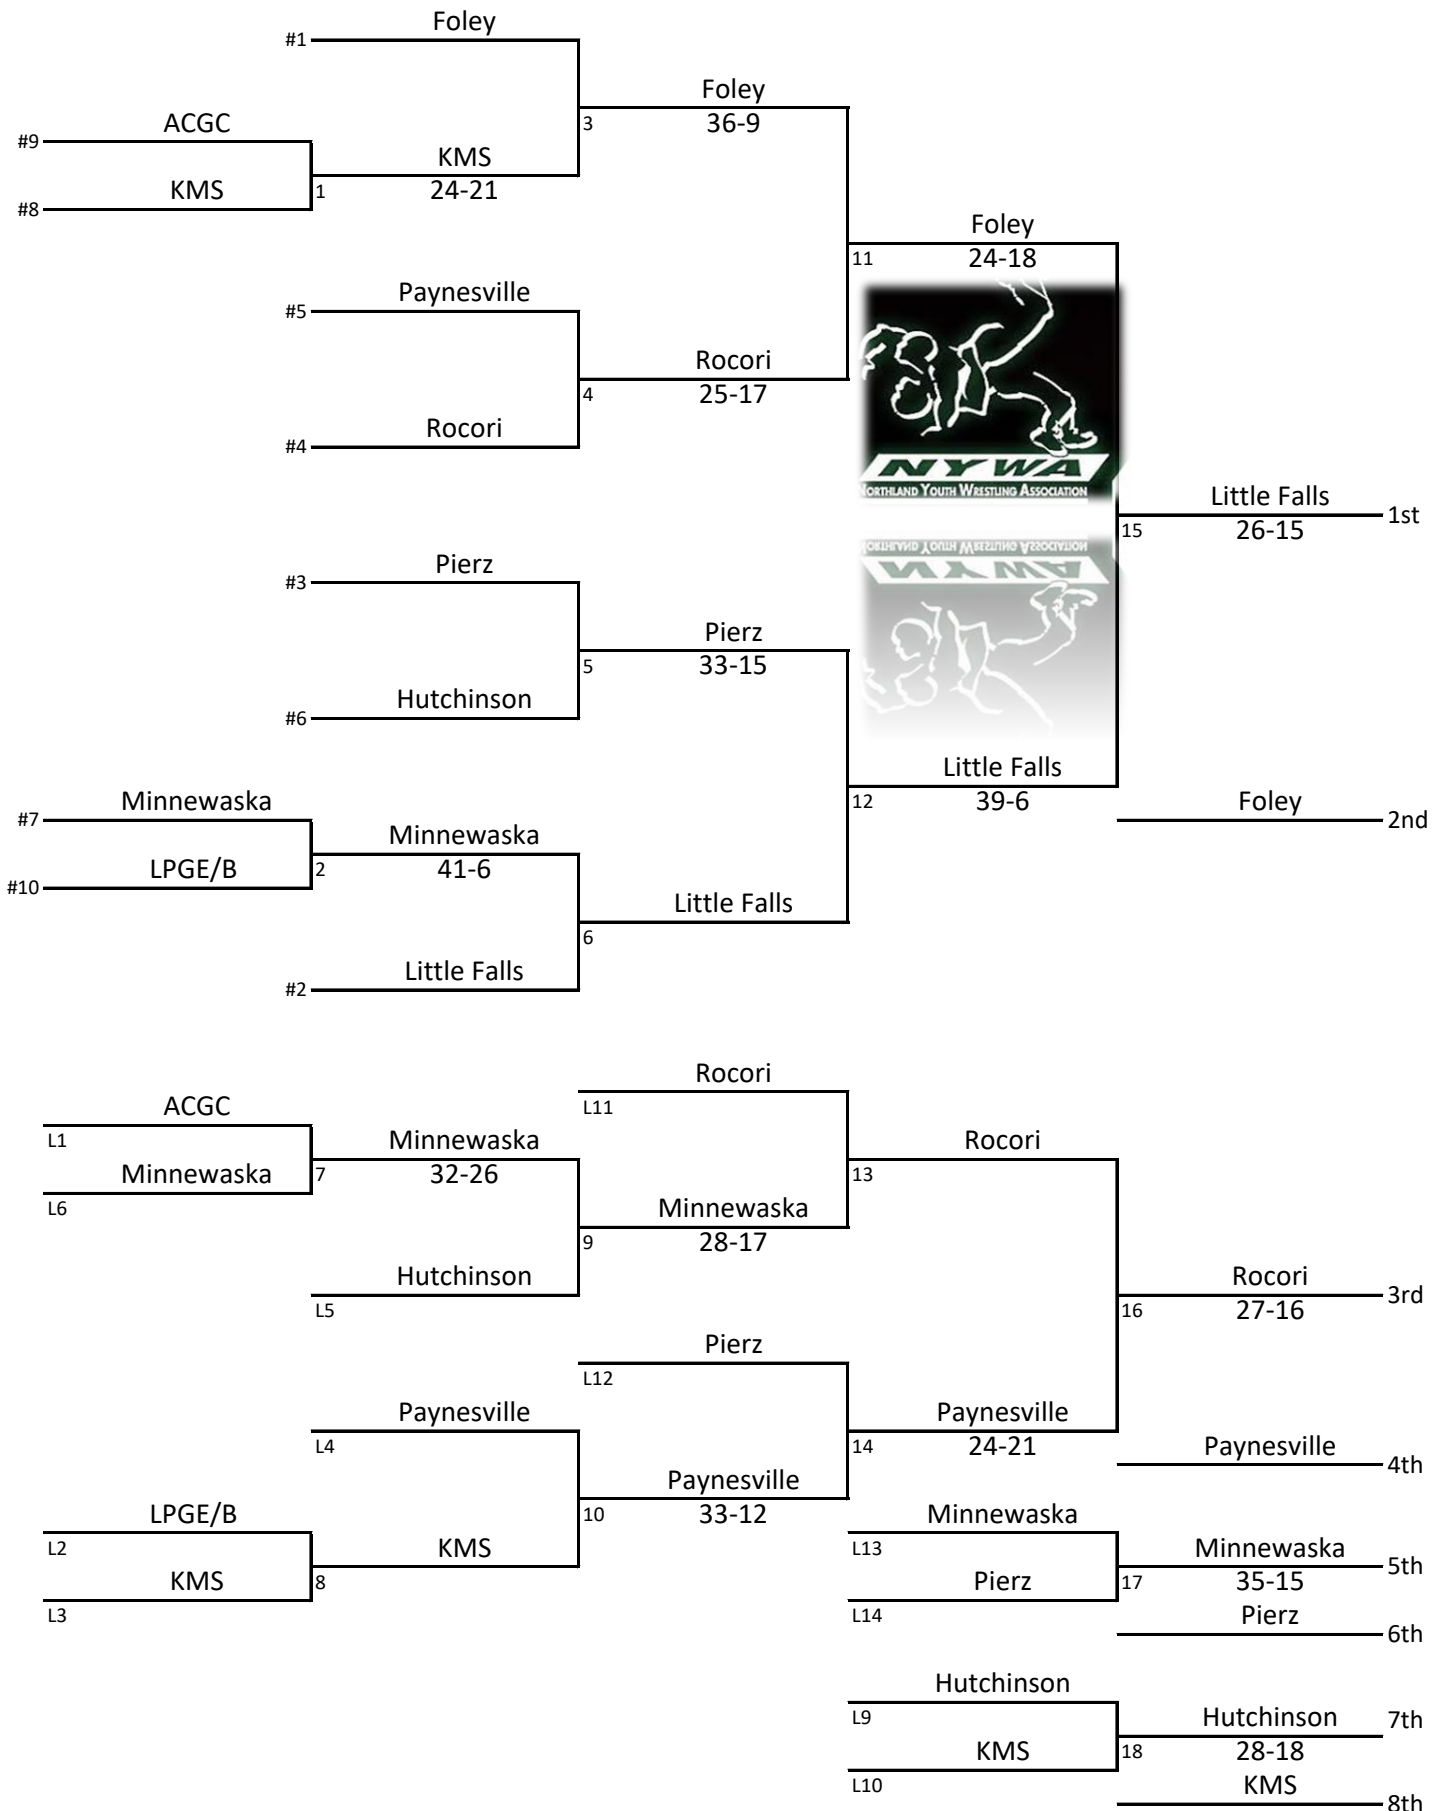 Foley
#1
Foley
ACGC
3
36-9
#9
KMS
KMS
1
24-21
#8
Foley
11
24-18
Paynesville
#5
Rocori
4
25-17
Rocori
#4
NYWA
NORTHLAND YOUTH WRESTLING ASSOCIATION
Little Falls
1st
15
26-15
NORTHLAND YOUTH WRESTLING ASSOCIATION
NYWA
Pierz
#3
Pierz
5
33-15
Hutchinson
#6
Little Falls
12
39-6
Minnewaska
Foley
#7
2nd
Minnewaska
LPGE/B
2
41-6
#10
Little Falls
6
Little Falls
#2
Rocori
ACGC
L11
L1
Minnewaska
Rocori
Minnewaska
7
32-26
13
L6
Minnewaska
9
28-17
Hutchinson
Rocori
L5
3rd
16
27-16
Pierz
L12
Paynesville
Paynesville
L4
14
24-21
Paynesville
4th
Paynesville
LPGE/B
10
33-12
Minnewaska
L2
KMS
L13
Minnewaska
5th
KMS
8
Pierz
17
35-15
L3
L14
Pierz
6th
Hutchinson
L9
Hutchinson
7th
KMS
18
28-18
L10
KMS
8th